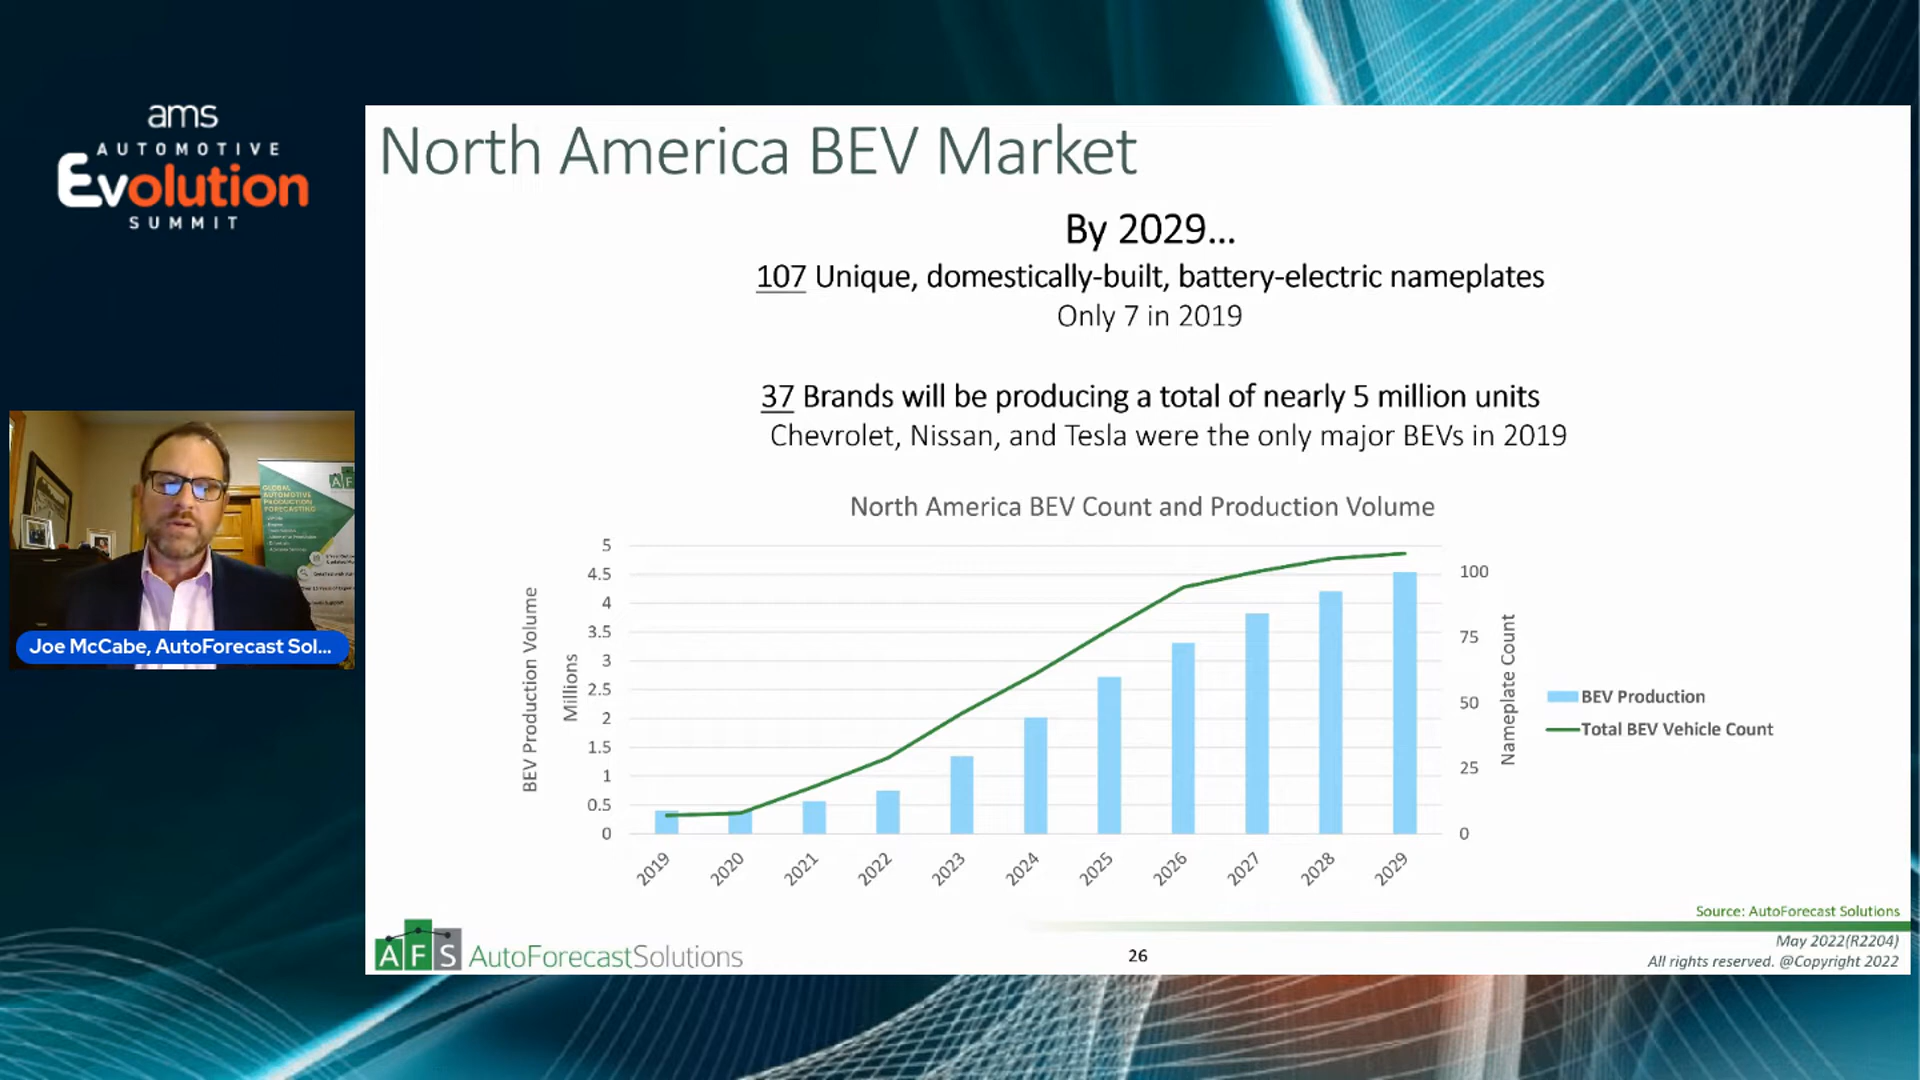 ams
AUTOMOTIVE
Evolution
SUMMIT
North America BEV Market
By 2029...
107 Unique, domestically-built, battery-electric nameplates
Only 7 in 2019
37 Brands will be producing a total of nearly 5 million units
Chevrolet, Nissan, and Tesla were the only major BEVs in 2019
North America BEV Count and Production Volume
BEV Production Volume
Millions
5
4.5
4
3.5
3
2.5
2
1.5
1
0.5
0
2019
2020
2021
2022
2023
2024
2025
2026
2027
2028
2029
100
75
50
25
0
Nameplate Count
BEV Production
Total BEV Vehicle Count
GLOBAL
AUTOMOTIVE
PRODUCTION
FORECASTING
Joe McCabe, AutoForecast Sol...
Source: AutoForecast Solutions
AFS AutoForecastSolutions
26
May 2022(R2204)
All rights reserved. @Copyright 2022